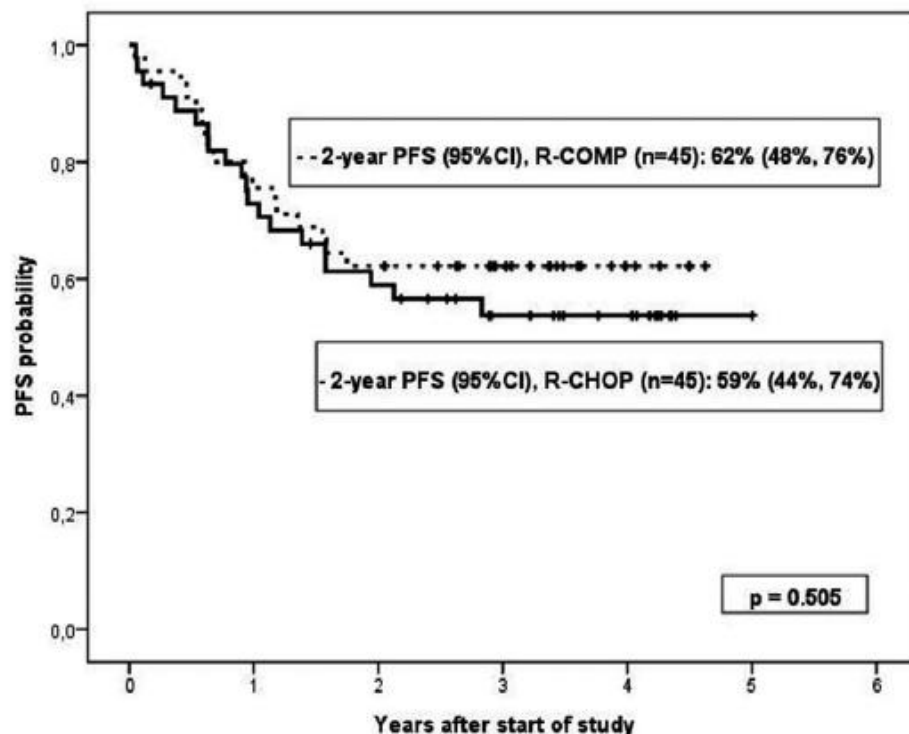 1,0
0,8
0,6
0,4
0,2
0,0
PFS probability
- 2-year PFS (95%CI), R-COMP (n=45): 62% (48%, 76%)
- 2-year PFS (95%CI), R-CHOP (n=45): 59% (44%, 74%)
p = 0.505
0 1 2 3 4 5 6
Years after start of study